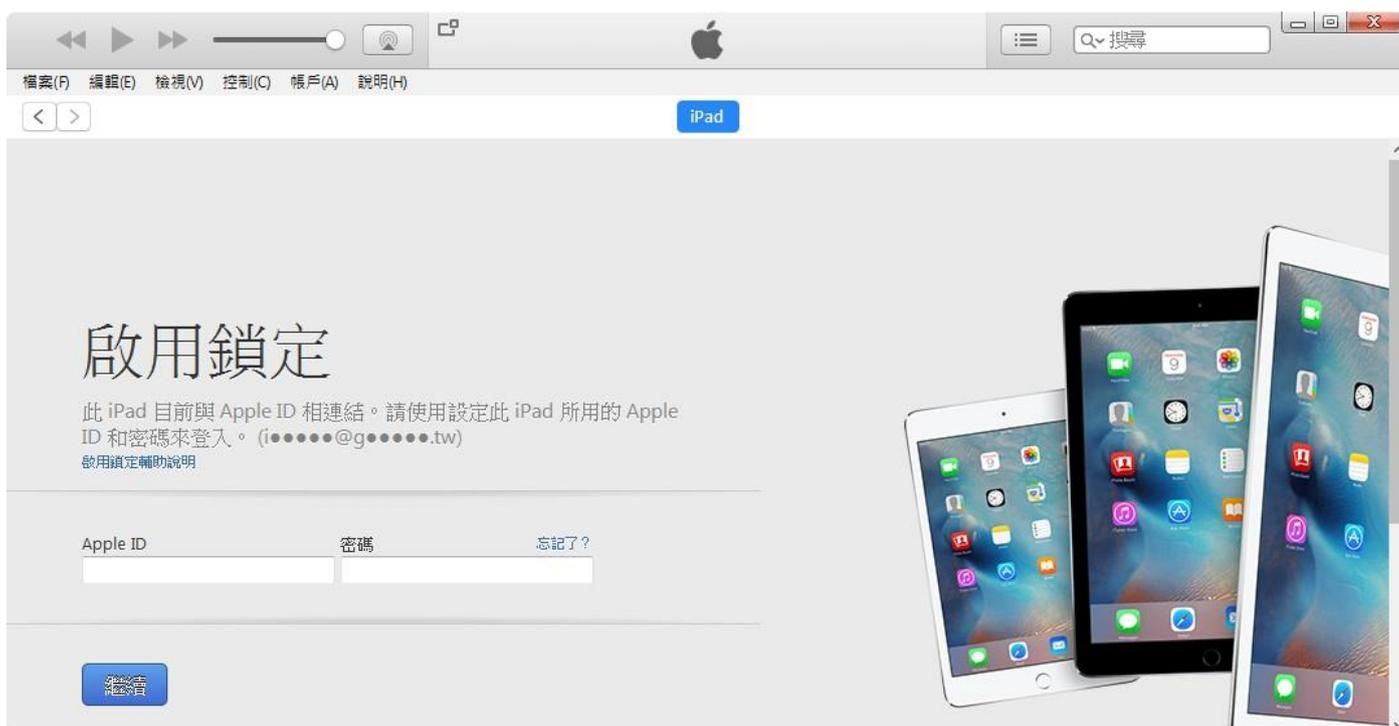 搜尋
檔案(F) 編輯(E) 檢視(V) 控制(C) 帳戶(A) 說明(H)
iPad
啟用鎖定
此 iPad 目前與 Apple ID 相連結。請使用設定此 iPad 所用的 Apple
ID 和密碼來登入。 (i●●●●●@g●●●●●.tw)
啟用鎖定輔助說明
Apple ID 密碼 忘記了?
繼續